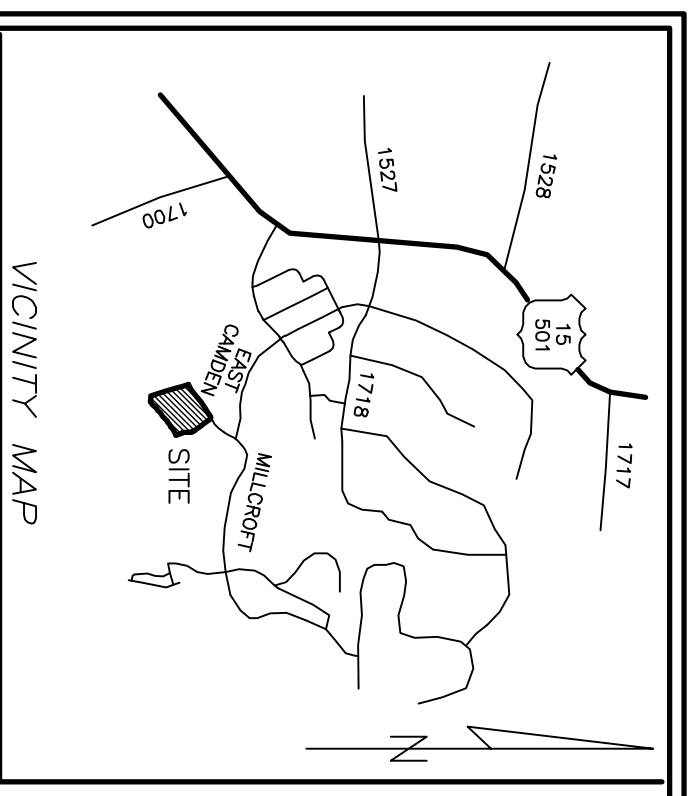 1528
1527
1700
15
501
1717
1718
EAST
CAMDEN
MILLCROFT
SITE
N
VICINITY MAP